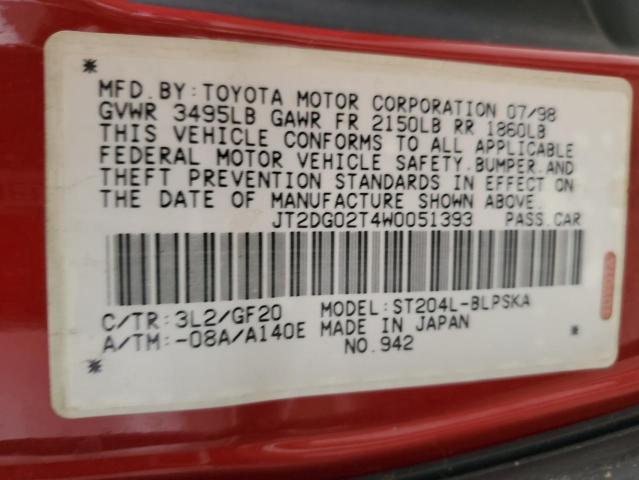 MFD.BY:TOYOTA MOTOR CORPORATION 07/98
GVWR 3495LB GAWR FR 2150LB RR 1860LB
THIS VEHICLE CONFORMS TO ALL APPLICABLE
FEDERAL MOTOR VEHICLE SAFETY.BUMPER.AND
THEFT PREVENTION STANDARDS IN EFFECT ON
THE DATE OF MANUFACTURE SHOWN ABOVE.
JT2DG02T4W0051393 PASS.CAR
C/TR:3L2/GF20 MODEL:ST204L-BLPSKA
A/TM:-08A/A140E MADE IN JAPAN
NO.942